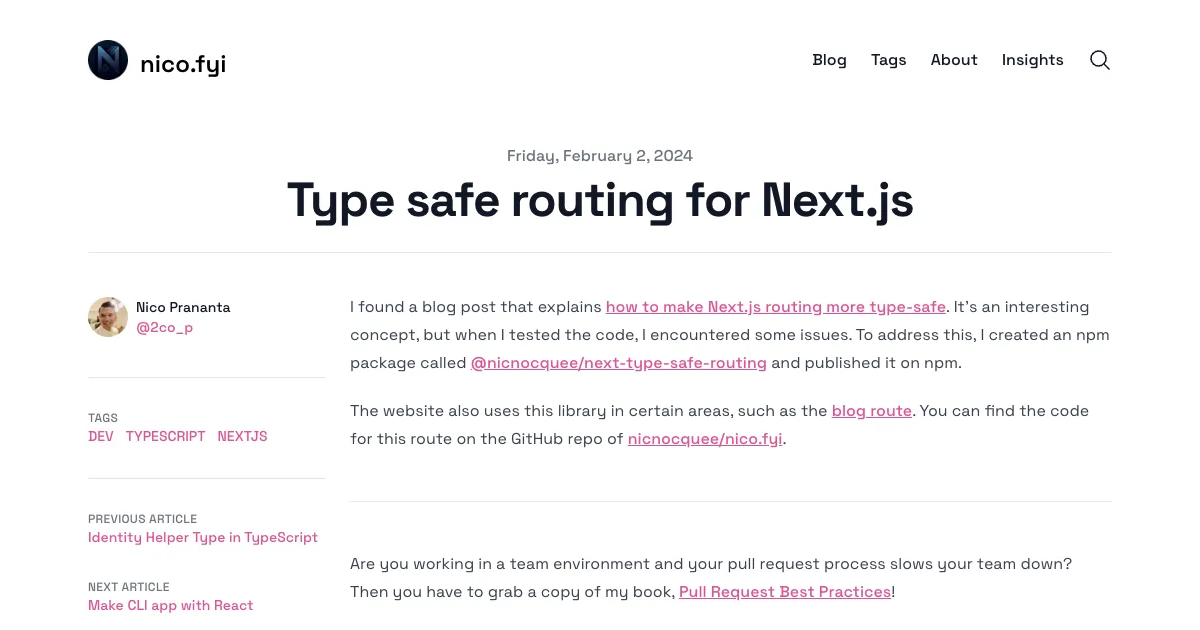 nico.fyi
Blog Tags About Insights
Friday, February 2, 2024
Type safe routing for Next.js
Nico Prananta
@2co_p
TAGS
DEV TYPESCRIPT NEXTJS
PREVIOUS ARTICLE
Identity Helper Type in TypeScript
NEXT ARTICLE
Make CLI app with React
I found a blog post that explains how to make Next.js routing more type-safe. It's an interesting
concept, but when I tested the code, I encountered some issues. To address this, I created an npm
package called @nicnocquee/next-type-safe-routing and published it on npm.
The website also uses this library in certain areas, such as the blog route. You can find the code
for this route on the GitHub repo of nicnocquee/nico.fyi.
Are you working in a team environment and your pull request process slows your team down?
Then you have to grab a copy of my book, Pull Request Best Practices!